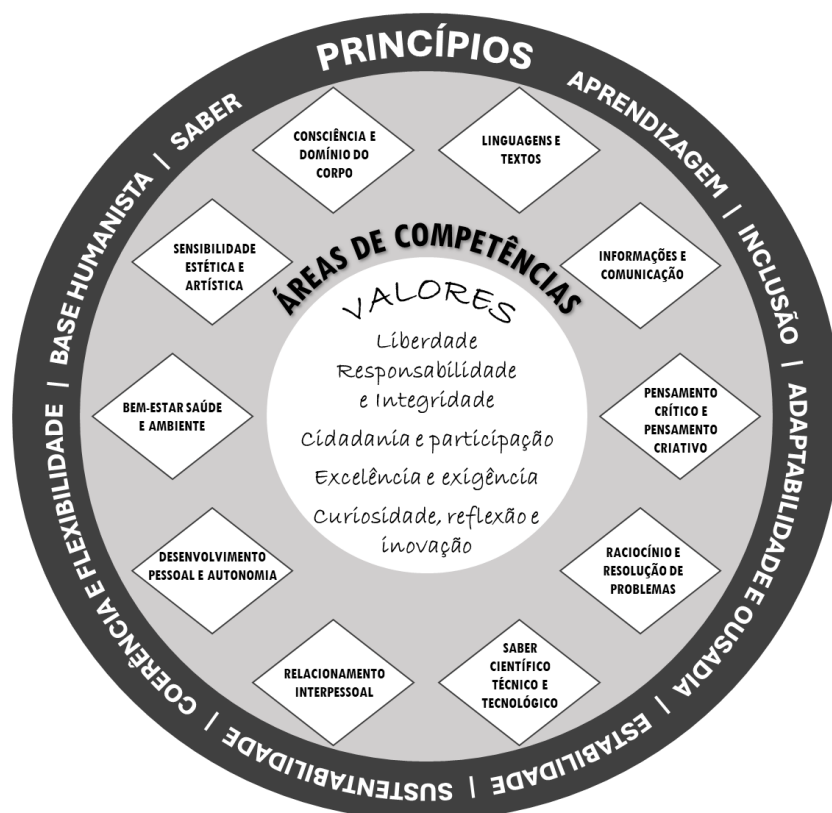 PRINCÍPIOS
APRENDIZAGEM | INCLUSÃO | ADAPTABILIDADE E OUSADIA | ESTABILIDADE | SUSTENTABILIDADE | COERÊNCIA E FLEXIBILIDADE | BASE HUMANISTA | SABER
CONSCIÊNCIA E
DOMÍNIO DO
CORPO
LINGUAGENS E
TEXTOS
SENSIBILIDADE
ESTÉTICA E
ARTÍSTICA
ÁREAS DE COMPETÊNCIAS
INFORMAÇÕES E
COMUNICAÇÃO
VALORES
Liberdade
Responsabilidade
e Integridade
Cidadania e participação
Excelência e exigência
Curiosidade, reflexão e
inovação
BEM-ESTAR SAÚDE
E AMBIENTE
PENSAMENTO
CRÍTICO E
PENSAMENTO
CRIATIVO
DESENVOLVIMENTO
PESSOAL E AUTONOMIA
RACIOCÍNIO E
RESOLUÇÃO DE
PROBLEMAS
RELACIONAMENTO
INTERPESSOAL
SABER
CIENTÍFICO
TÉCNICO E
TECNOLÓGICO